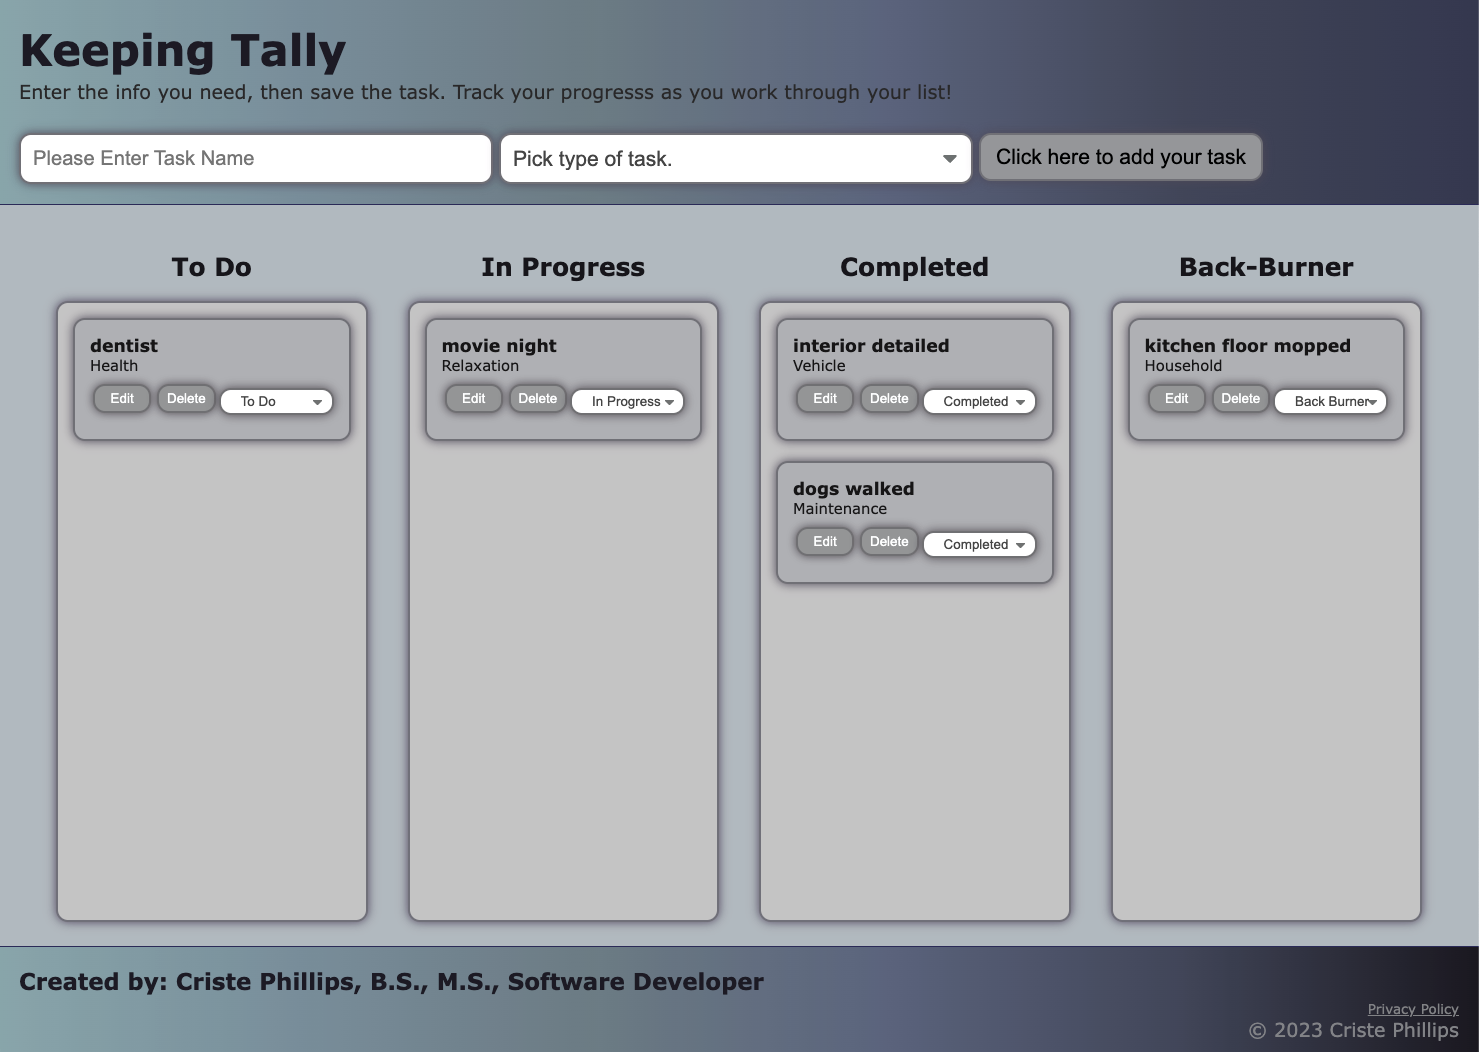 Keeping Tally
Enter the info you need, then save the task. Track your progresss as you work through your list!
Please Enter Task Name
Pick type of task.
Click here to add your task
To Do
In Progress
Completed
Back-Burner
dentist
Health
Edit
Delete
To Do
movie night
Relaxation
Edit
Delete
In Progress
interior detailed
Vehicle
Edit
Delete
Completed
dogs walked
Maintenance
Edit
Delete
Completed
kitchen floor mopped
Household
Edit
Delete
Back Burner
Created by: Criste Phillips, B.S., M.S., Software Developer
Privacy Policy
© 2023 Criste Phillips